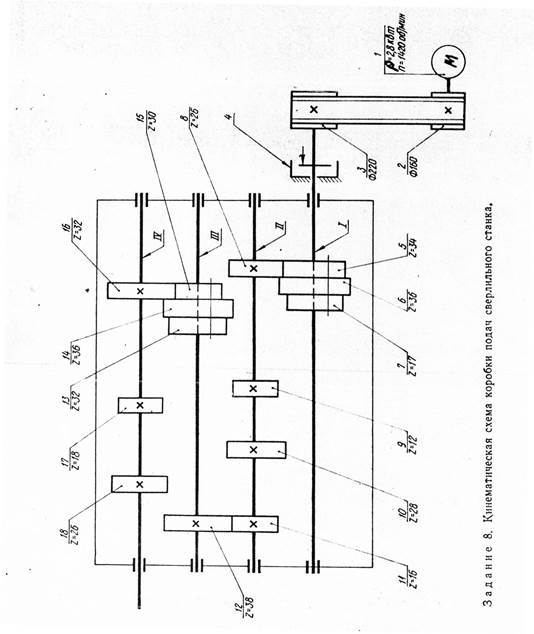 18
Z=26
17
Z=18
13
Z=32
14
Z=36
16
Z=32
15
Z=30
8
Z=26
4
1
P=2,8 кВт
n=1420 об/мин
М
IV
III
II
I
12
Z=38
11
Z=16
10
Z=28
9
Z=12
7
Z=17
6
Z=36
5
Z=34
3
Ф220
2
Ф160
Задание 8. Кинематическая схема коробки подач сверлильного станка.